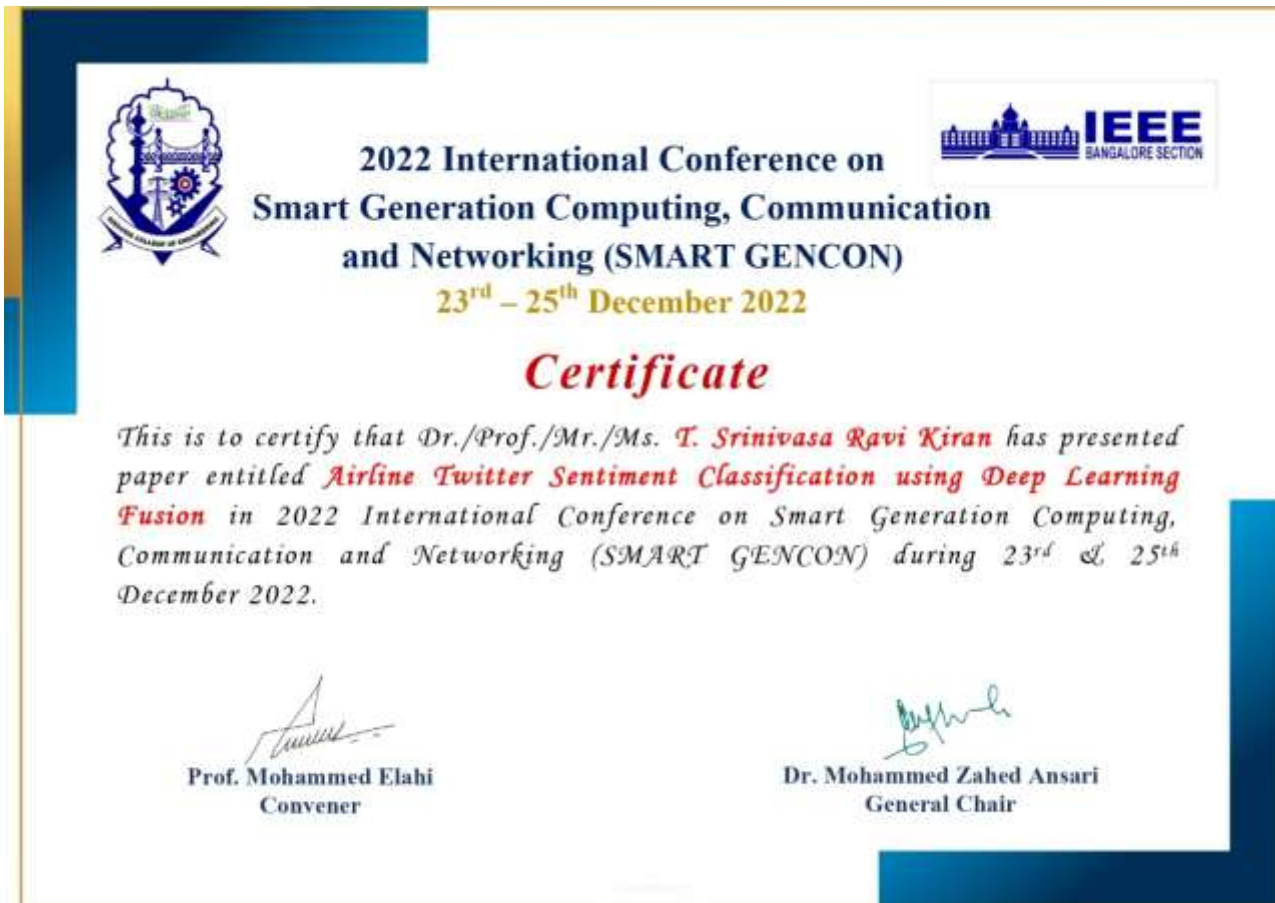 2022 International Conference on
Smart Generation Computing, Communication
and Networking (SMART GENCON)
23rd – 25th December 2022
IEEE
BANGALORE SECTION
Certificate
This is to certify that Dr./Prof./Mr./Ms. T. Srinivasa Ravi Kiran has presented
paper entitled Airline Twitter Sentiment Classification using Deep Learning
Fusion in 2022 International Conference on Smart Generation Computing,
Communication and Networking (SMART GENCON) during 23rd & 25th
December 2022.
Prof. Mohammed Elahi
Convener
Dr. Mohammed Zahed Ansari
General Chair